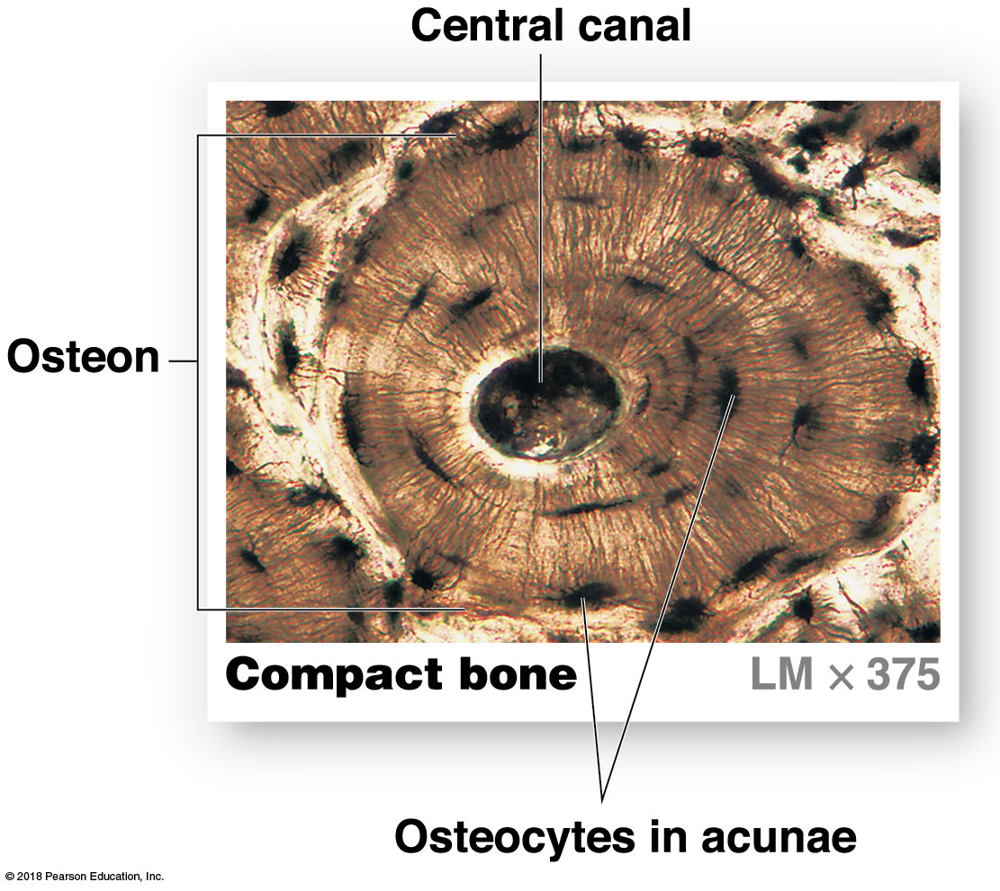 Central canal
Osteon
Compact bone
LM × 375
Osteocytes in acunae
© 2018 Pearson Education, Inc.